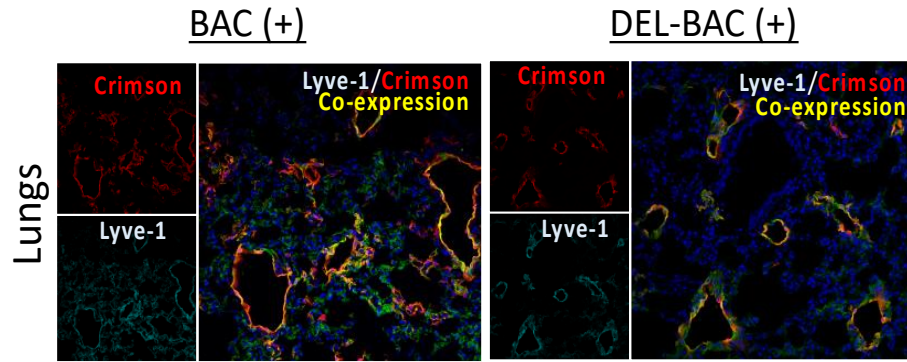 BAC (+)
DEL-BAC (+)
Lungs
Crimson
Lyve-1
Lyve-1/Crimson
Co-expression
Crimson
Lyve-1
Lyve-1/Crimson
Co-expression